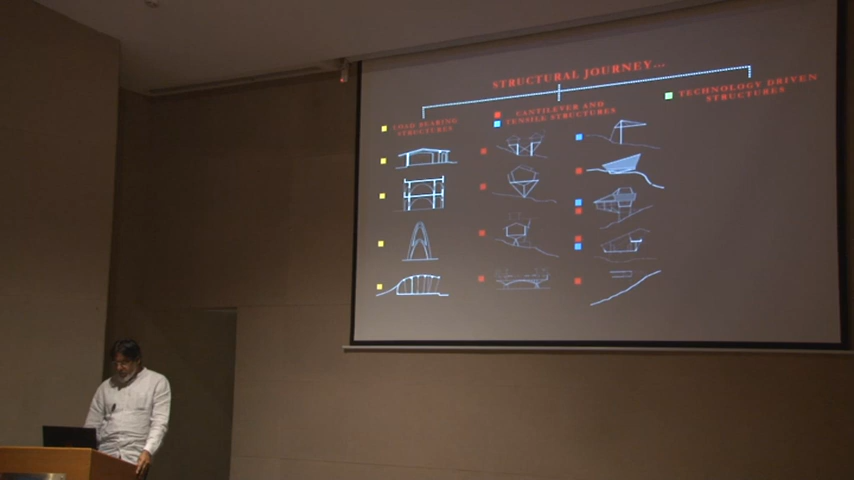 STRUCTURAL JOURNEY...
LOAD BEARING
STRUCTURES
CANTILEVER AND
TENSILE STRUCTURES
TECHNOLOGY DRIVEN
STRUCTURES